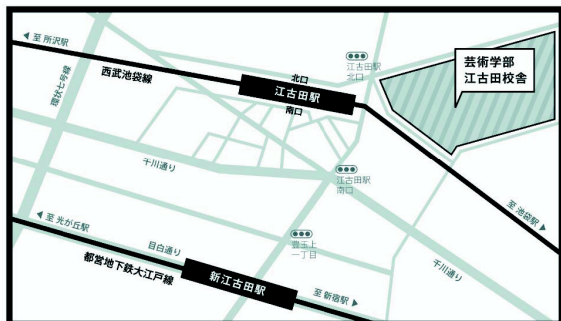 ◀ 至 所沢駅
環状七号線
西武池袋線
北口
江古田駅
南口
江古田駅
北口
芸術学部
江古田校舎
千川通り
江古田駅
南口
至 池袋駅 ▶
◀ 至 光が丘駅
目白通り
都営地下鉄大江戸線
新江古田駅
豊玉上
一丁目
至 新宿駅 ▶
千川通り